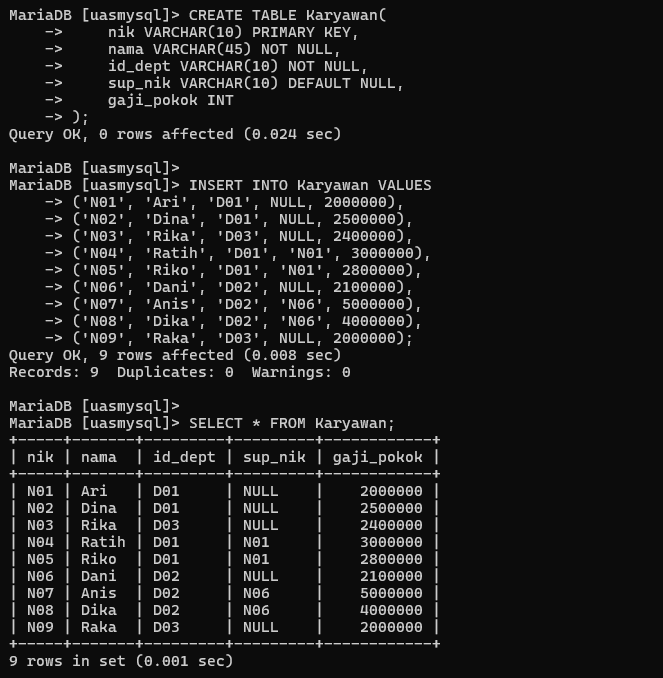 MariaDB [uasmysql]> CREATE TABLE Karyawan(
    ->     nik VARCHAR(10) PRIMARY KEY,
    ->     nama VARCHAR(45) NOT NULL,
    ->     id_dept VARCHAR(10) NOT NULL,
    ->     sup_nik VARCHAR(10) DEFAULT NULL,
    ->     gaji_pokok INT
    -> );
Query OK, 0 rows affected (0.024 sec)

MariaDB [uasmysql]>
MariaDB [uasmysql]> INSERT INTO Karyawan VALUES
    -> ('N01', 'Ari', 'D01', NULL, 2000000),
    -> ('N02', 'Dina', 'D01', NULL, 2500000),
    -> ('N03', 'Rika', 'D03', NULL, 2400000),
    -> ('N04', 'Ratih', 'D01', 'N01', 3000000),
    -> ('N05', 'Riko', 'D01', 'N01', 2800000),
    -> ('N06', 'Dani', 'D02', NULL, 2100000),
    -> ('N07', 'Anis', 'D02', 'N06', 5000000),
    -> ('N08', 'Dika', 'D02', 'N06', 4000000),
    -> ('N09', 'Raka', 'D03', NULL, 2000000);
Query OK, 9 rows affected (0.008 sec)
Records: 9  Duplicates: 0  Warnings: 0

MariaDB [uasmysql]>
MariaDB [uasmysql]> SELECT * FROM Karyawan;
+-----+-------+---------+---------+------------+
| nik | nama  | id_dept | sup_nik | gaji_pokok |
+-----+-------+---------+---------+------------+
| N01 | Ari   | D01     | NULL    |    2000000 |
| N02 | Dina  | D01     | NULL    |    2500000 |
| N03 | Rika  | D03     | NULL    |    2400000 |
| N04 | Ratih | D01     | N01     |    3000000 |
| N05 | Riko  | D01     | N01     |    2800000 |
| N06 | Dani  | D02     | NULL    |    2100000 |
| N07 | Anis  | D02     | N06     |    5000000 |
| N08 | Dika  | D02     | N06     |    4000000 |
| N09 | Raka  | D03     | NULL    |    2000000 |
+-----+-------+---------+---------+------------+
9 rows in set (0.001 sec)